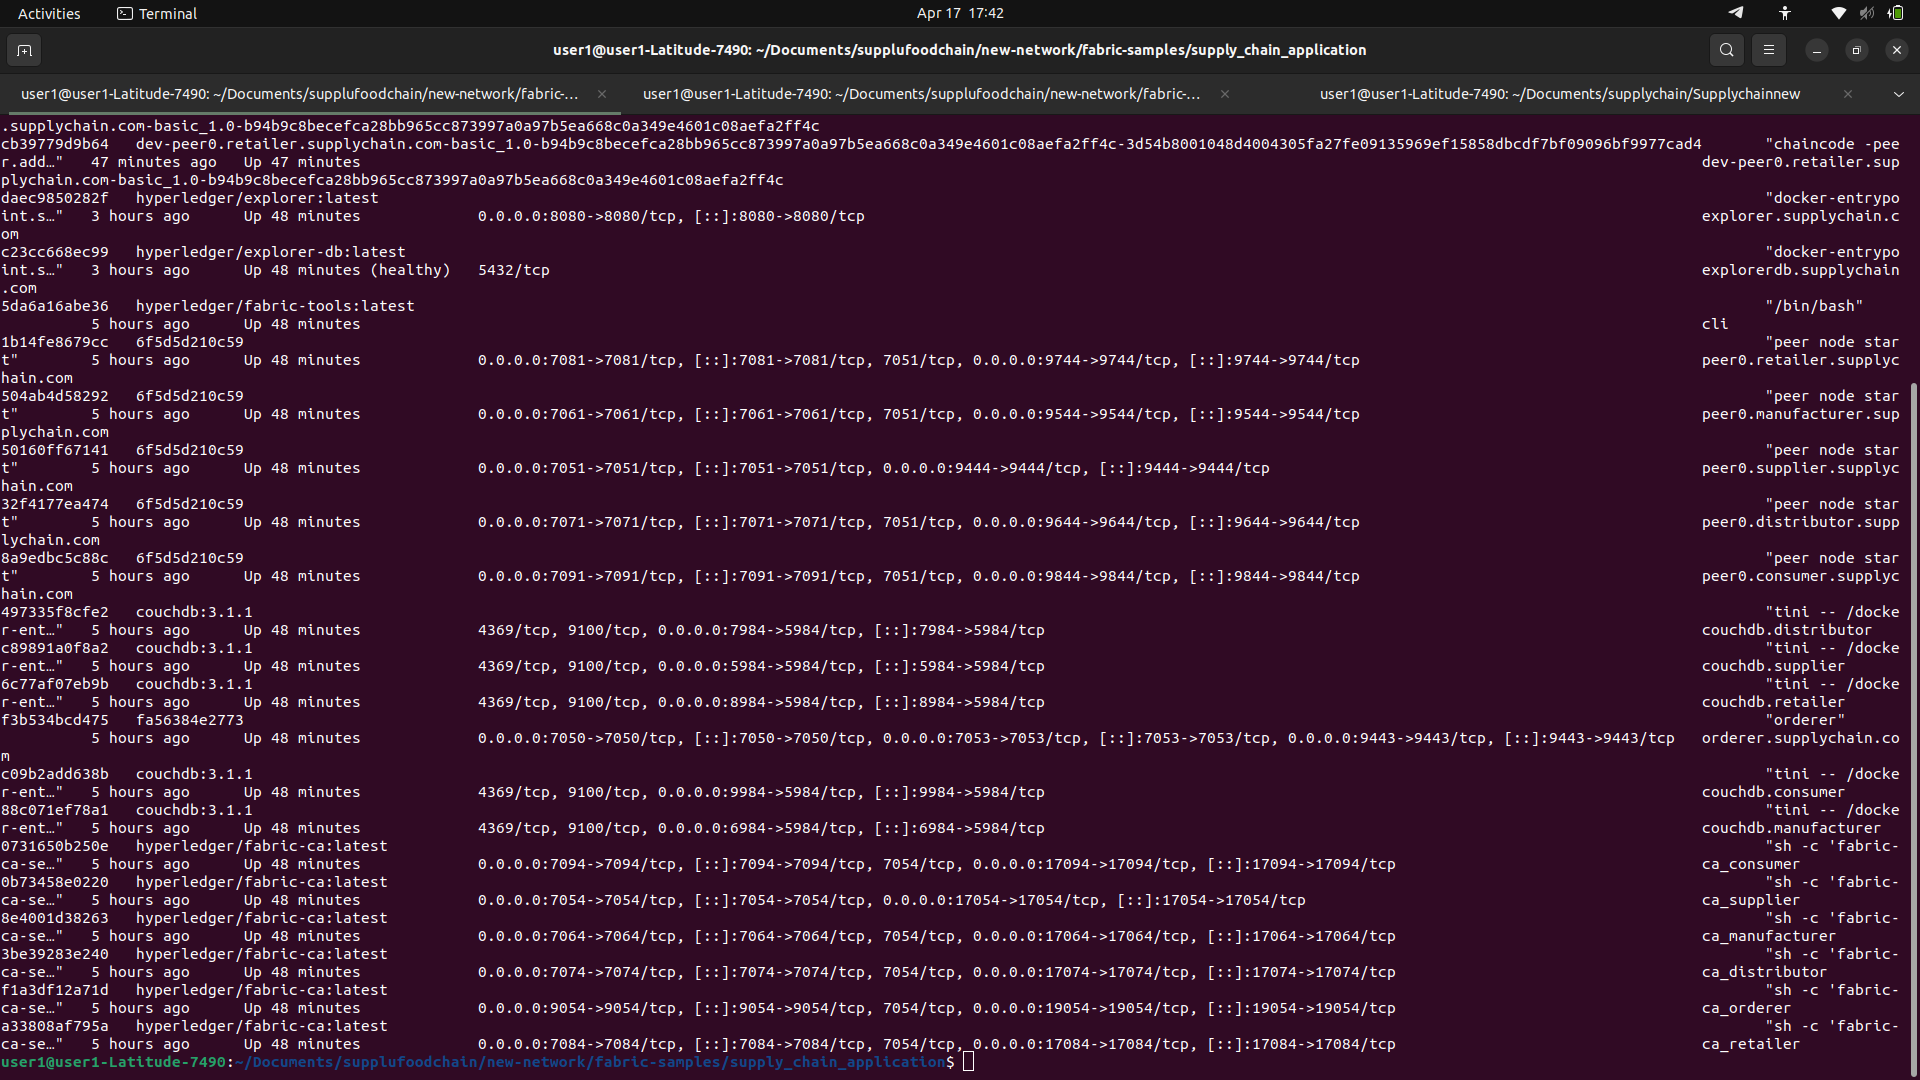 Activities
Terminal
Apr 17 17:42
user1@user1-Latitude-7490: ~/Documents/supplufoodchain/new-network/fabric-samples/supply_chain_application
user1@user1-Latitude-7490: ~/Documents/supplufoodchain/new-network/fabric-... × user1@user1-Latitude-7490: ~/Documents/supplufoodchain/new-network/fabric-... × user1@user1-Latitude-7490: ~/Documents/supplychain/Supplychainnew ×
.supplychain.com-basic_1.0-b94b9c8becefca28bb965cc873997a0a97b5ea668c0a349e4601c08aefa2ff4c
cb39779d9b64 dev-peer0.retailer.supplychain.com-basic_1.0-b94b9c8becefca28bb965cc873997a0a97b5ea668c0a349e4601c08aefa2ff4c-3d54b8001048d4004305fa27fe09135969ef15858dbcdf7bf09096bf9977cad4 "chaincode -pee
r.add…" 47 minutes ago Up 47 minutes dev-peer0.retailer.sup
plychain.com-basic_1.0-b94b9c8becefca28bb965cc873997a0a97b5ea668c0a349e4601c08aefa2ff4c
daec9850282f hyperledger/explorer:latest "docker-entrypo
int.s…" 3 hours ago Up 48 minutes 0.0.0.0:8080->8080/tcp, [::]:8080->8080/tcp explorer.supplychain.c
om
c23cc668ec99 hyperledger/explorer-db:latest "docker-entrypo
int.s…" 3 hours ago Up 48 minutes (healthy) 5432/tcp explorerdb.supplychain
.com
5da6a16abe36 hyperledger/fabric-tools:latest "/bin/bash"
5 hours ago Up 48 minutes cli
1b14fe8679cc 6f5d5d210c59 "peer node star
t" 5 hours ago Up 48 minutes 0.0.0.0:7081->7081/tcp, [::]:7081->7081/tcp, 7051/tcp, 0.0.0.0:9744->9744/tcp, [::]:9744->9744/tcp peer0.retailer.supplyc
hain.com
504ab4d58292 6f5d5d210c59 "peer node star
t" 5 hours ago Up 48 minutes 0.0.0.0:7061->7061/tcp, [::]:7061->7061/tcp, 7051/tcp, 0.0.0.0:9544->9544/tcp, [::]:9544->9544/tcp peer0.manufacturer.sup
plychain.com
50160ff67141 6f5d5d210c59 "peer node star
t" 5 hours ago Up 48 minutes 0.0.0.0:7051->7051/tcp, [::]:7051->7051/tcp, 0.0.0.0:9444->9444/tcp, [::]:9444->9444/tcp peer0.supplier.supplyc
hain.com
32f4177ea474 6f5d5d210c59 "peer node star
t" 5 hours ago Up 48 minutes 0.0.0.0:7071->7071/tcp, [::]:7071->7071/tcp, 7051/tcp, 0.0.0.0:9644->9644/tcp, [::]:9644->9644/tcp peer0.distributor.supp
lychain.com
8a9edbc5c88c 6f5d5d210c59 "peer node star
t" 5 hours ago Up 48 minutes 0.0.0.0:7091->7091/tcp, [::]:7091->7091/tcp, 7051/tcp, 0.0.0.0:9844->9844/tcp, [::]:9844->9844/tcp peer0.consumer.supplyc
hain.com
497335f8cfe2 couchdb:3.1.1 "tini -- /docke
r-ent…" 5 hours ago Up 48 minutes 4369/tcp, 9100/tcp, 0.0.0.0:7984->5984/tcp, [::]:7984->5984/tcp couchdb.distributor
c89891a0f8a2 couchdb:3.1.1 "tini -- /docke
r-ent…" 5 hours ago Up 48 minutes 4369/tcp, 9100/tcp, 0.0.0.0:5984->5984/tcp, [::]:5984->5984/tcp couchdb.supplier
6c77af07eb9b couchdb:3.1.1 "tini -- /docke
r-ent…" 5 hours ago Up 48 minutes 4369/tcp, 9100/tcp, 0.0.0.0:8984->5984/tcp, [::]:8984->5984/tcp couchdb.retailer
f3b534bcd475 fa56384e2773 "orderer"
5 hours ago Up 48 minutes 0.0.0.0:7050->7050/tcp, [::]:7050->7050/tcp, 0.0.0.0:7053->7053/tcp, [::]:7053->7053/tcp, 0.0.0.0:9443->9443/tcp, [::]:9443->9443/tcp orderer.supplychain.co
m
c09b2add638b couchdb:3.1.1 "tini -- /docke
r-ent…" 5 hours ago Up 48 minutes 4369/tcp, 9100/tcp, 0.0.0.0:9984->5984/tcp, [::]:9984->5984/tcp couchdb.consumer
88c071ef78a1 couchdb:3.1.1 "tini -- /docke
r-ent…" 5 hours ago Up 48 minutes 4369/tcp, 9100/tcp, 0.0.0.0:6984->5984/tcp, [::]:6984->5984/tcp couchdb.manufacturer
0731650b250e hyperledger/fabric-ca:latest "sh -c 'fabric-
ca-se…" 5 hours ago Up 48 minutes 0.0.0.0:7094->7094/tcp, [::]:7094->7094/tcp, 7054/tcp, 0.0.0.0:17094->17094/tcp, [::]:17094->17094/tcp ca_consumer
0b73458e0220 hyperledger/fabric-ca:latest "sh -c 'fabric-
ca-se…" 5 hours ago Up 48 minutes 0.0.0.0:7054->7054/tcp, [::]:7054->7054/tcp, 0.0.0.0:17054->17054/tcp, [::]:17054->17054/tcp ca_supplier
8e4001d38263 hyperledger/fabric-ca:latest "sh -c 'fabric-
ca-se…" 5 hours ago Up 48 minutes 0.0.0.0:7064->7064/tcp, [::]:7064->7064/tcp, 7054/tcp, 0.0.0.0:17064->17064/tcp, [::]:17064->17064/tcp ca_manufacturer
3be39283e240 hyperledger/fabric-ca:latest "sh -c 'fabric-
ca-se…" 5 hours ago Up 48 minutes 0.0.0.0:7074->7074/tcp, [::]:7074->7074/tcp, 7054/tcp, 0.0.0.0:17074->17074/tcp, [::]:17074->17074/tcp ca_distributor
f1a3df12a71d hyperledger/fabric-ca:latest "sh -c 'fabric-
ca-se…" 5 hours ago Up 48 minutes 0.0.0.0:9054->9054/tcp, [::]:9054->9054/tcp, 7054/tcp, 0.0.0.0:19054->19054/tcp, [::]:19054->19054/tcp ca_orderer
a33808af795a hyperledger/fabric-ca:latest "sh -c 'fabric-
ca-se…" 5 hours ago Up 48 minutes 0.0.0.0:7084->7084/tcp, [::]:7084->7084/tcp, 7054/tcp, 0.0.0.0:17084->17084/tcp, [::]:17084->17084/tcp ca_retailer
user1@user1-Latitude-7490:~/Documents/supplufoodchain/new-network/fabric-samples/supply_chain_application$